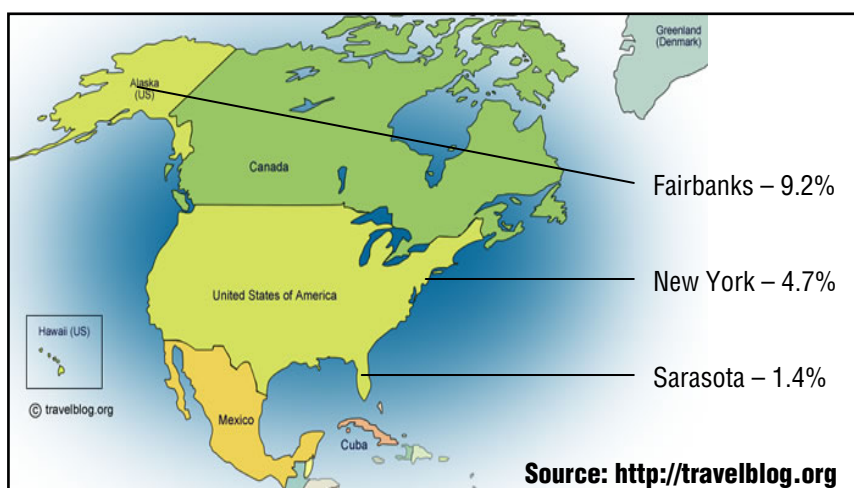 Greenland
(Denmark)
Alaska
(US)
Canada
Fairbanks – 9.2%
United States of America
New York – 4.7%
Hawaii (US)
Sarasota – 1.4%
© travelblog.org
Mexico
Cuba
Source: http://travelblog.org